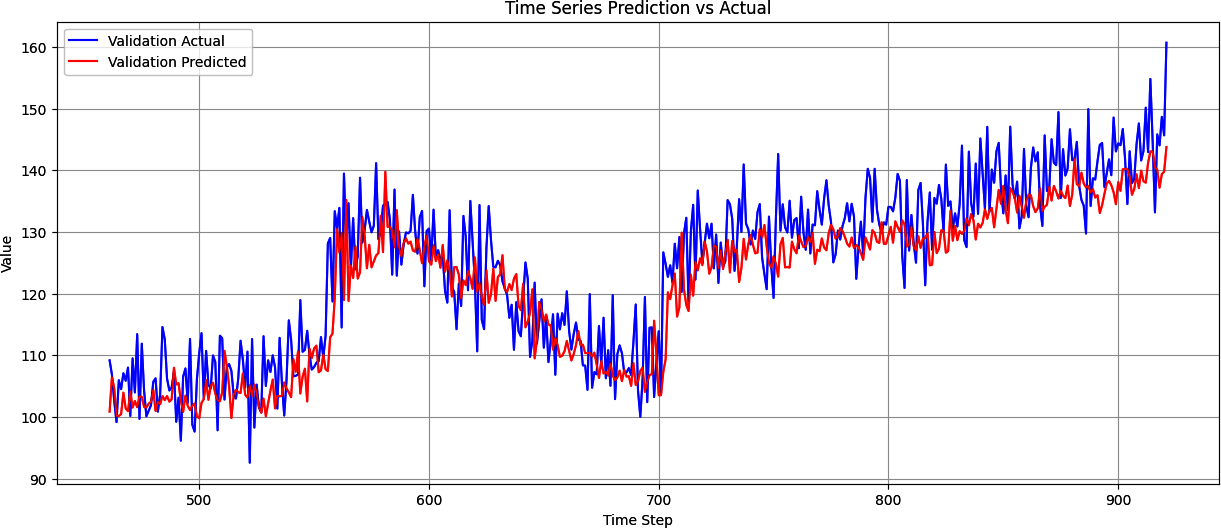 Time Series Prediction vs Actual
Validation Actual
Validation Predicted
Value
160
150
140
130
120
110
100
90
500
600
700
800
900
Time Step